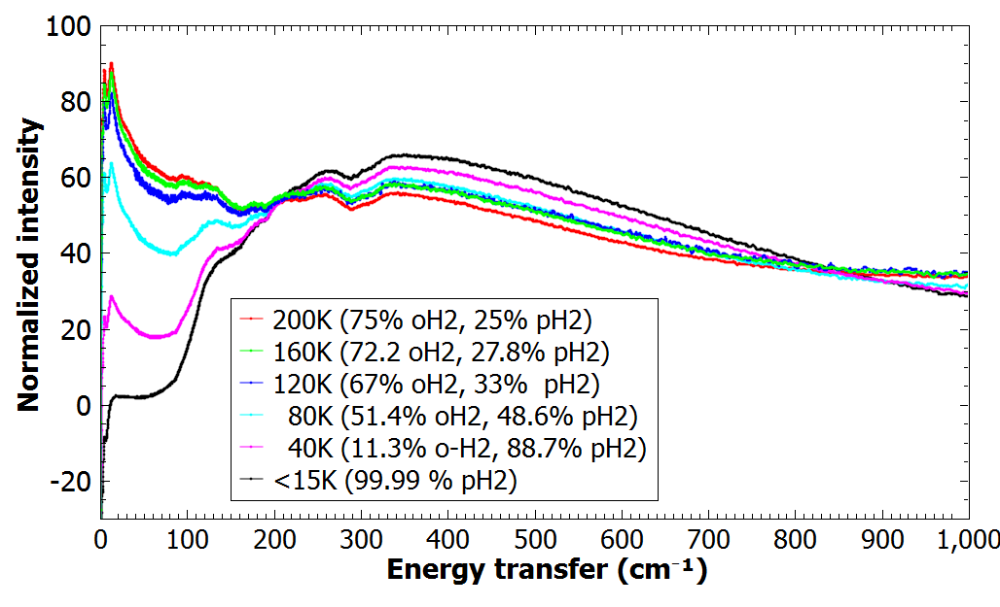 Normalized intensity
100
80
60
40
20
0
-20
200K (75% oH2, 25% pH2)
160K (72.2 oH2, 27.8% pH2)
120K (67% oH2, 33%  pH2)
80K (51.4% oH2, 48.6% pH2)
40K (11.3% o-H2, 88.7% pH2)
<15K (99.99 % pH2)
0 100 200 300 400 500 600 700 800 900 1,000
Energy transfer (cm⁻¹)